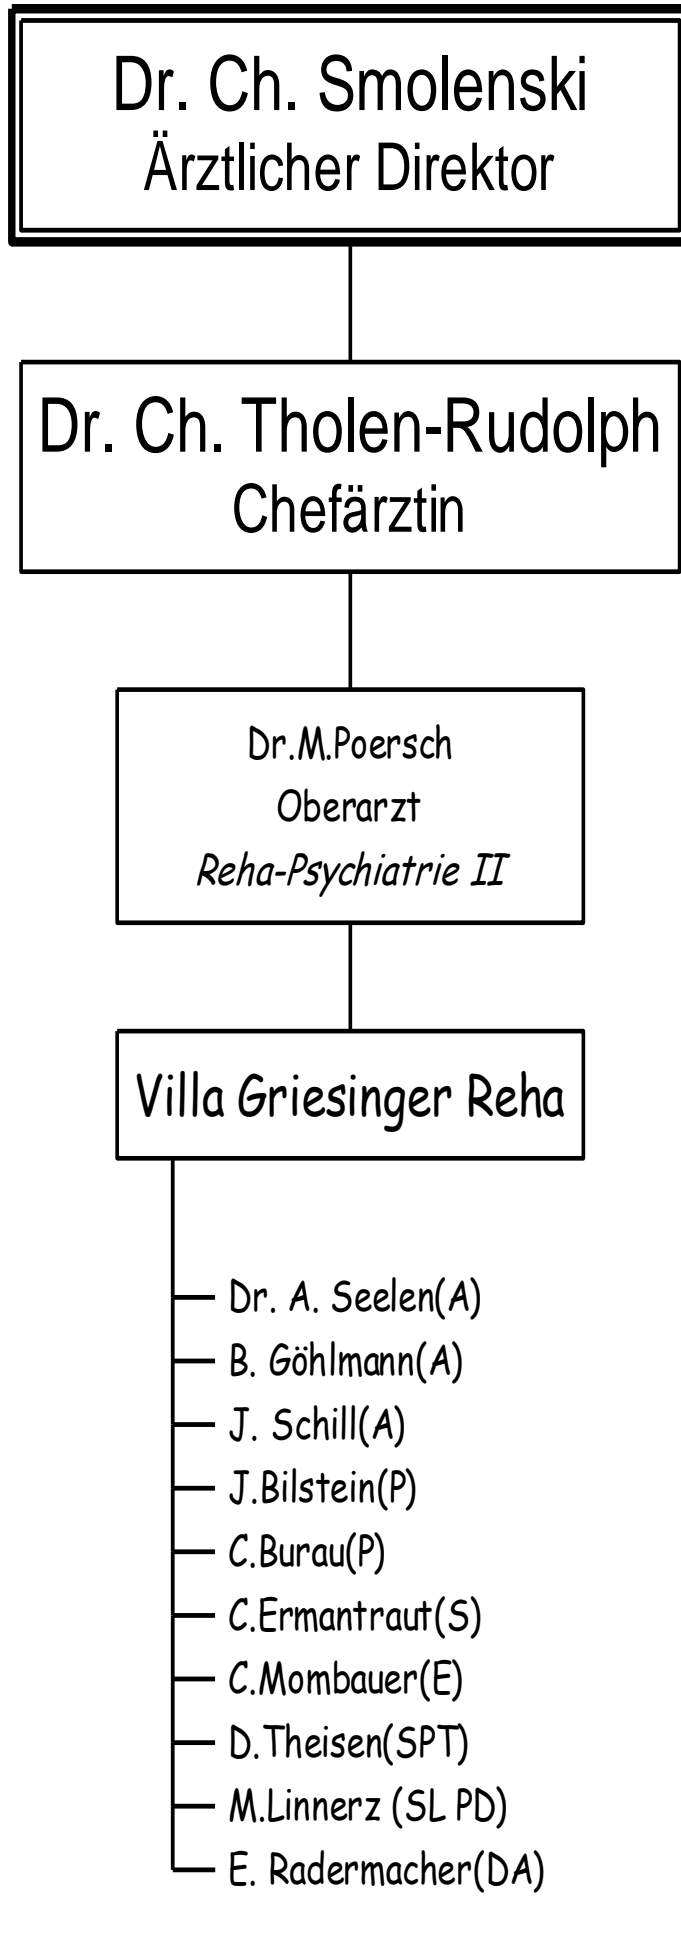 Dr. Ch. Smolenski
Ärztlicher Direktor
Dr. Ch. Tholen-Rudolph
Chefärztin
Dr.M.Poersch
Oberarzt
Reha-Psychiatrie II
Villa Griesinger Reha
Dr. A. Seelen(A)
B. Göhlmann(A)
J. Schill(A)
J.Bilstein(P)
C.Burau(P)
C.Ermantraut(S)
C.Mombauer(E)
D.Theisen(SPT)
M.Linnerz (SL PD)
E. Radermacher(DA)